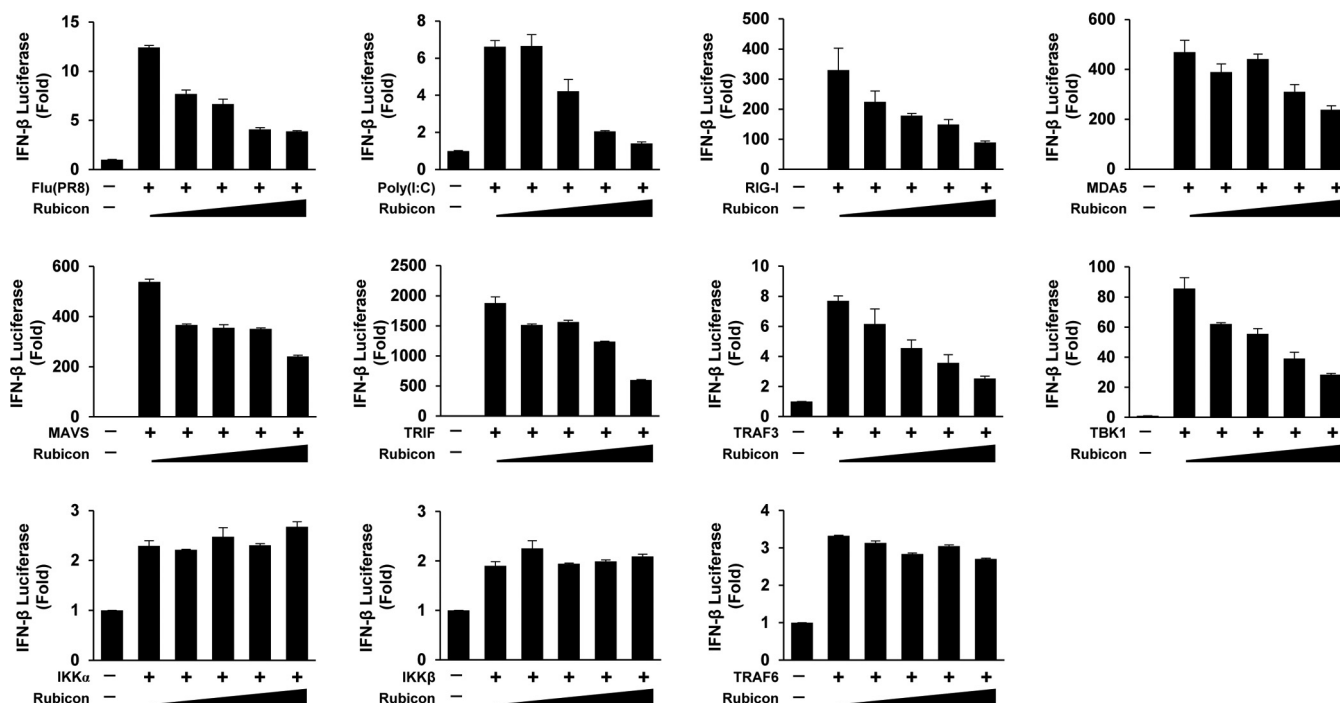 IFN-β Luciferase
(Fold)
15
10
5
0
Flu(PR8) – + + + + +
Rubicon –
IFN-β Luciferase
(Fold)
8
6
4
2
0
Poly(I:C) – + + + + +
Rubicon –
IFN-β Luciferase
(Fold)
500
400
300
200
100
0
RIG-I – + + + + +
Rubicon –
IFN-β Luciferase
(Fold)
600
400
200
0
MDA5 – + + + + +
Rubicon –
IFN-β Luciferase
(Fold)
600
400
200
0
MAVS – + + + + +
Rubicon –
IFN-β Luciferase
(Fold)
2500
2000
1500
1000
500
0
TRIF – + + + + +
Rubicon –
IFN-β Luciferase
(Fold)
10
8
6
4
2
0
TRAF3 – + + + + +
Rubicon –
IFN-β Luciferase
(Fold)
100
80
60
40
20
0
TBK1 – + + + + +
Rubicon –
IFN-β Luciferase
(Fold)
3
2
1
0
IKKα – + + + + +
Rubicon –
IFN-β Luciferase
(Fold)
3
2
1
0
IKKβ – + + + + +
Rubicon –
IFN-β Luciferase
(Fold)
4
3
2
1
0
TRAF6 – + + + + +
Rubicon –